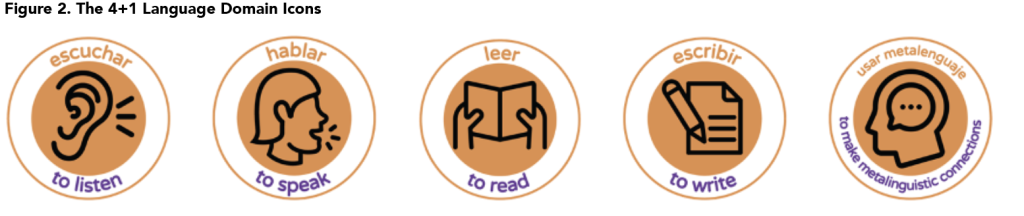 Figure 2. The 4+1 Language Domain Icons
escuchar
to listen
hablar
to speak
leer
to read
escribir
to write
usar metalenguaje
to make metalinguistic connections